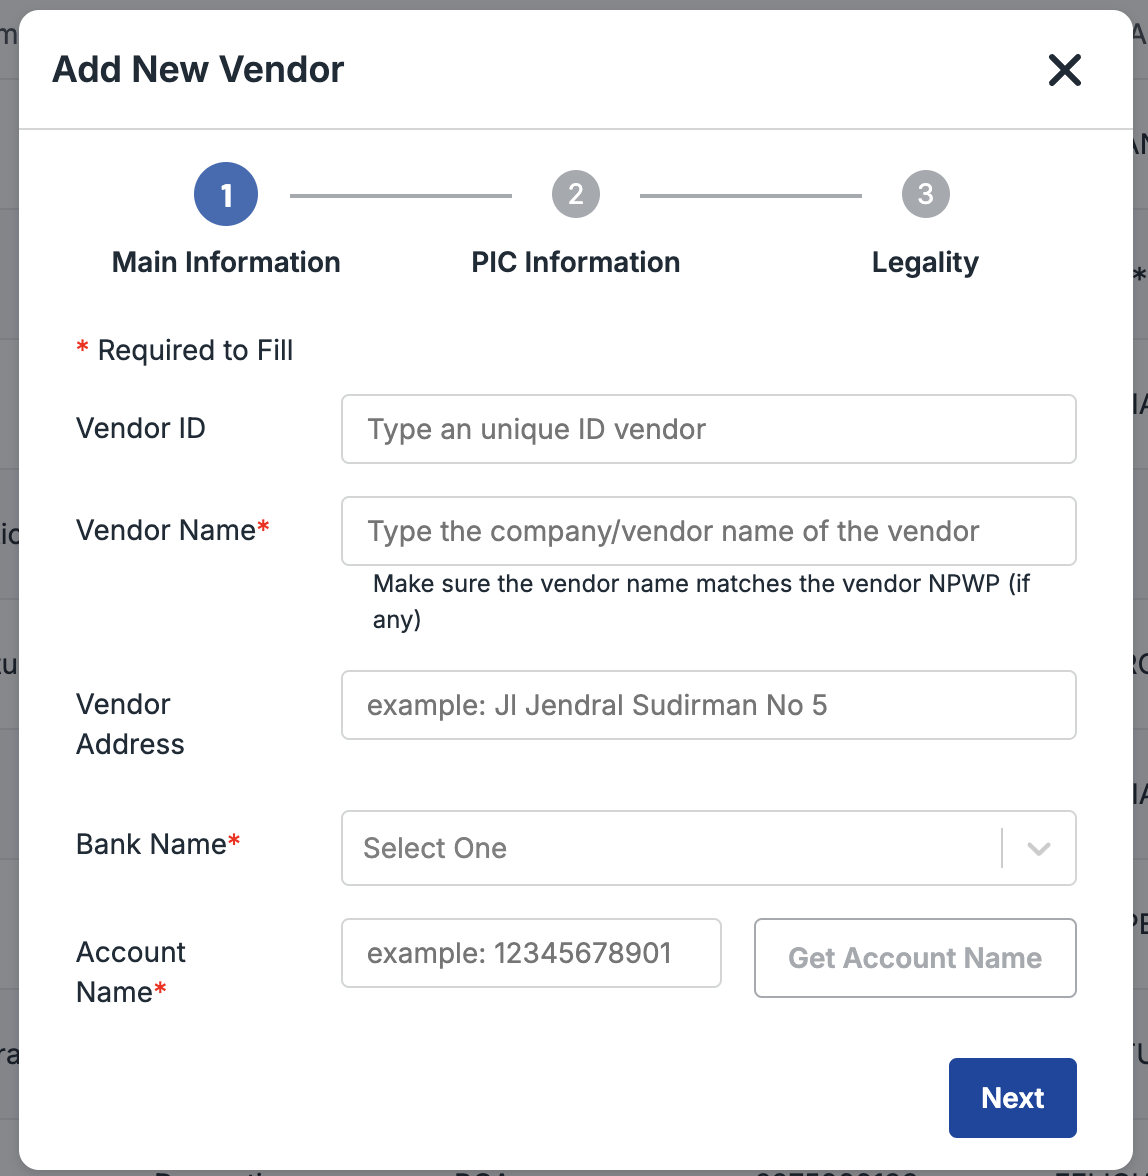 Add New Vendor
1
2
3
Main Information
PIC Information
Legality
* Required to Fill
Vendor ID
Type an unique ID vendor
Vendor Name*
Type the company/vendor name of the vendor
Make sure the vendor name matches the vendor NPWP (if
any)
Vendor
Address
example: Jl Jendral Sudirman No 5
Bank Name*
Select One
Account
Name*
example: 12345678901
Get Account Name
Next